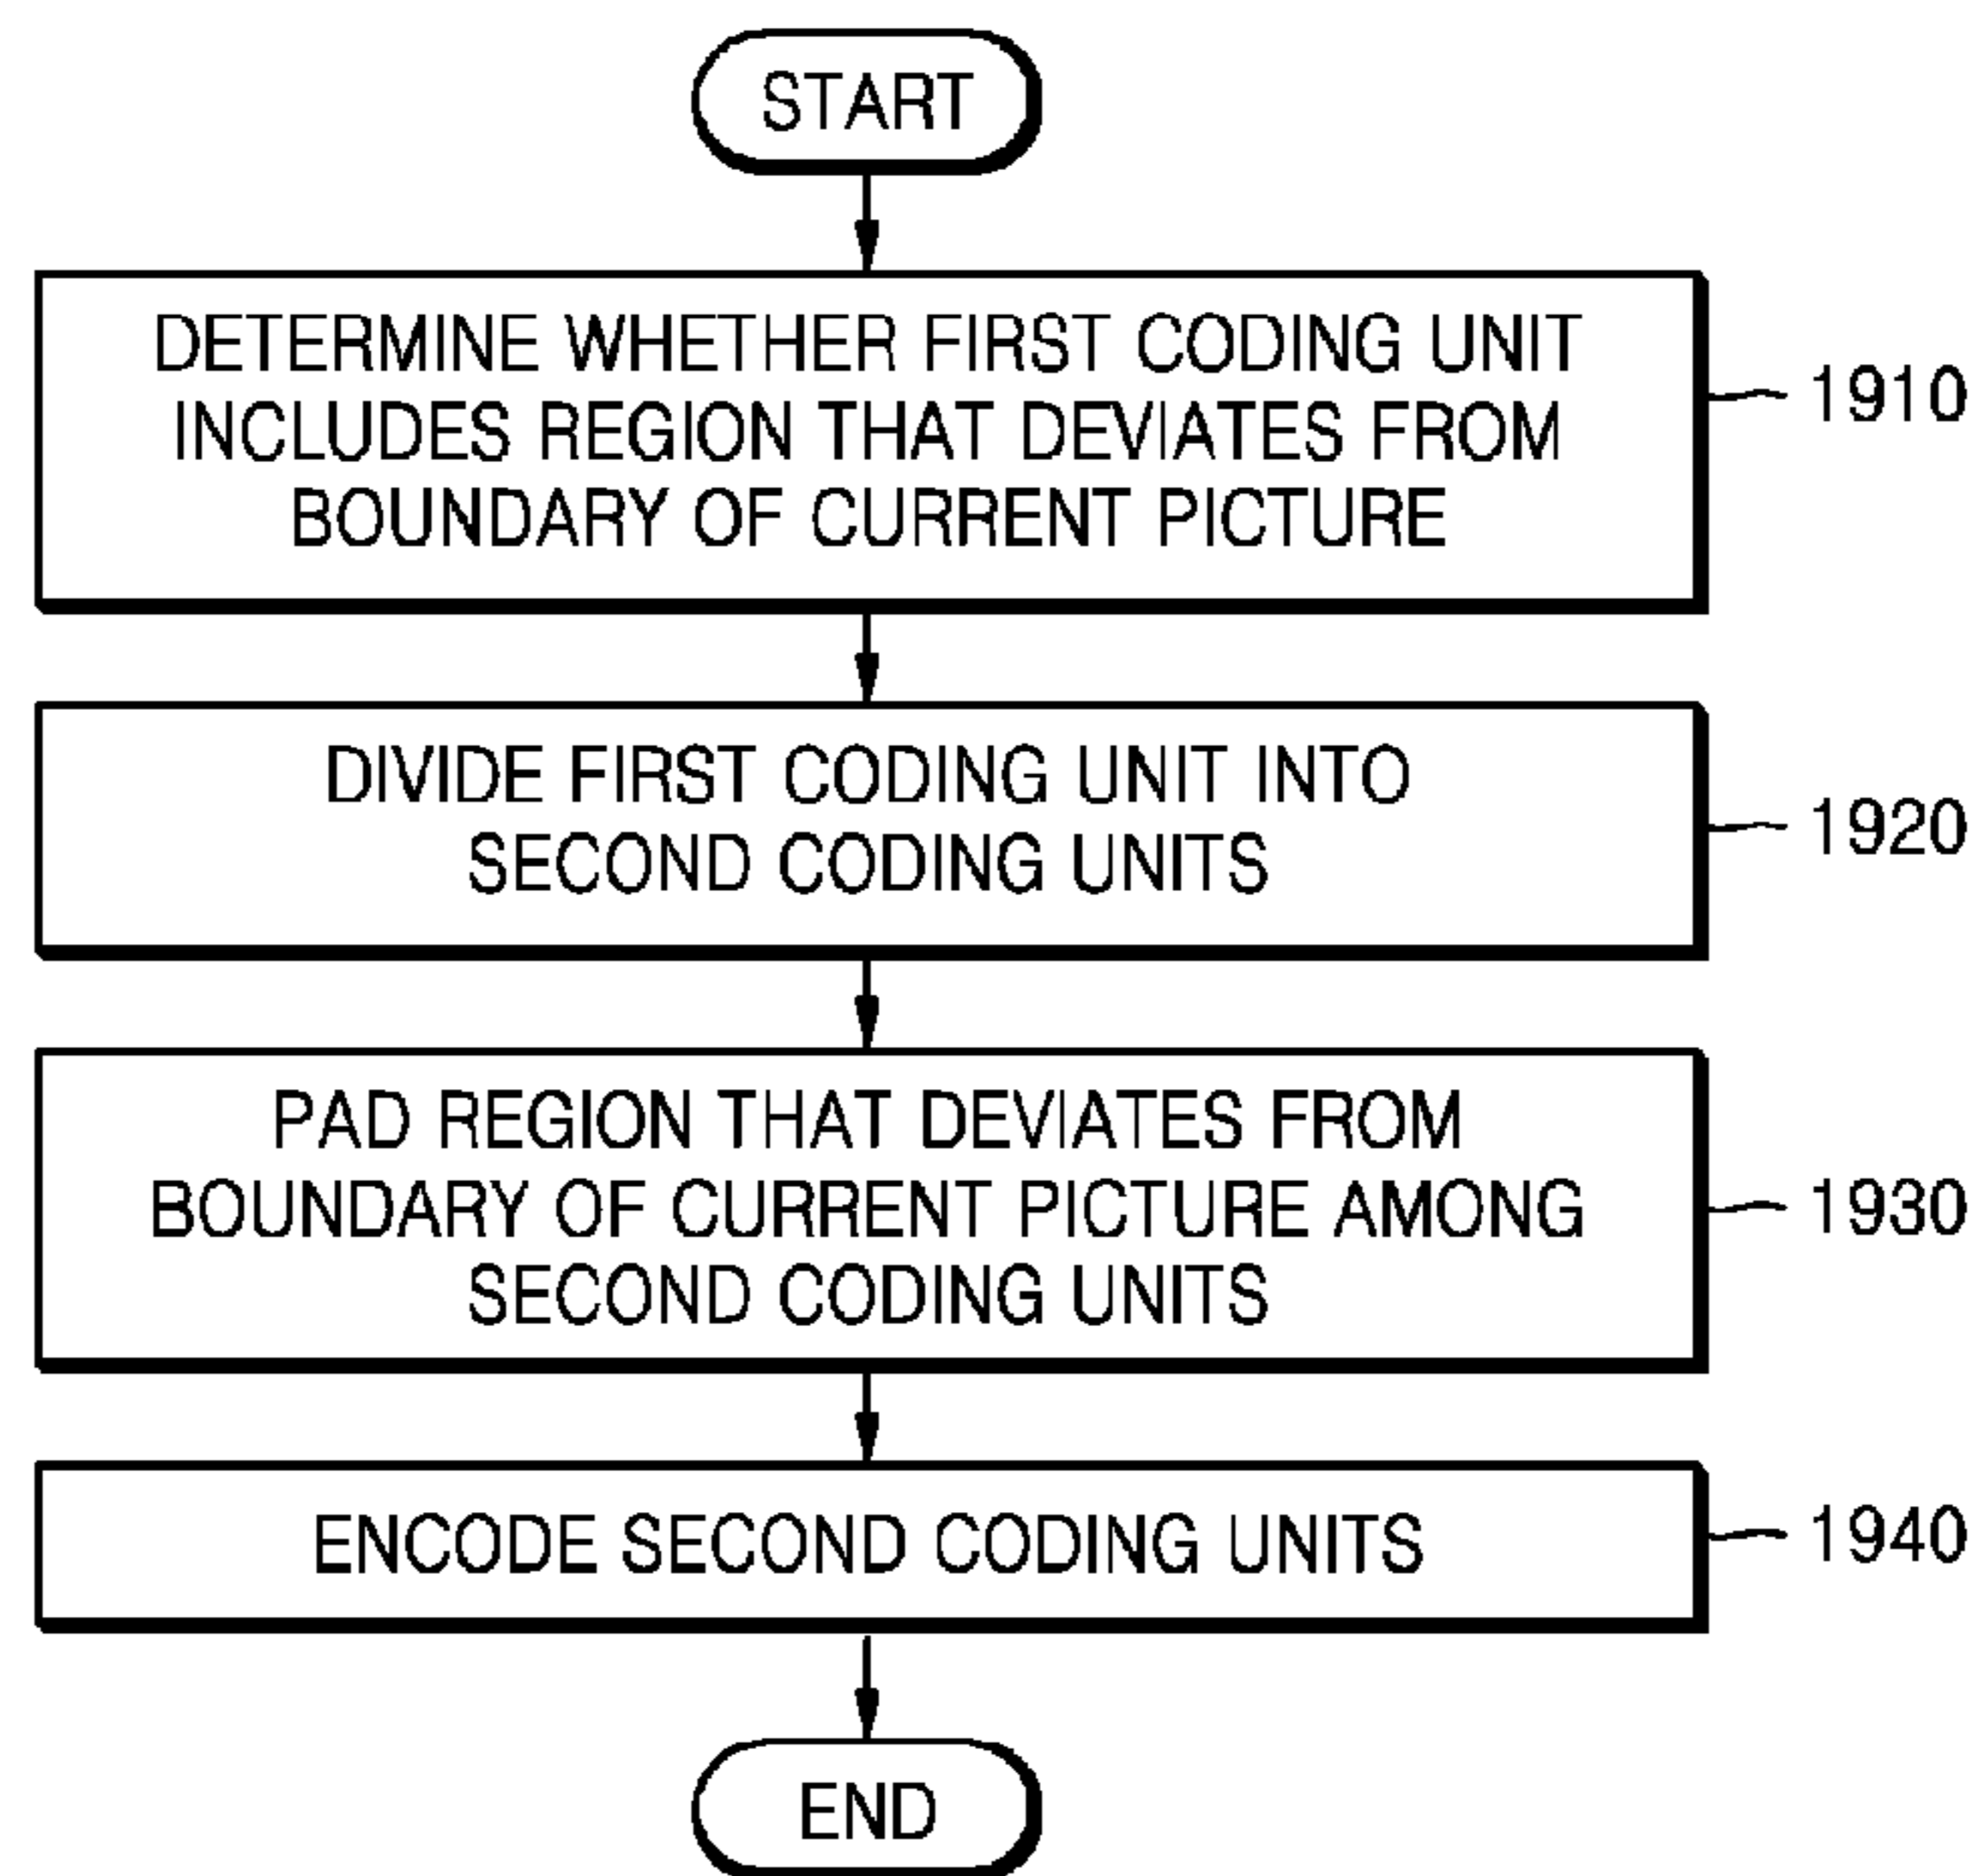 START
DETERMINE WHETHER FIRST CODING UNIT
INCLUDES REGION THAT DEVIATES FROM
BOUNDARY OF CURRENT PICTURE
1910
DIVIDE FIRST CODING UNIT INTO
SECOND CODING UNITS
1920
PAD REGION THAT DEVIATES FROM
BOUNDARY OF CURRENT PICTURE AMONG
SECOND CODING UNITS
1930
ENCODE SECOND CODING UNITS
1940
END